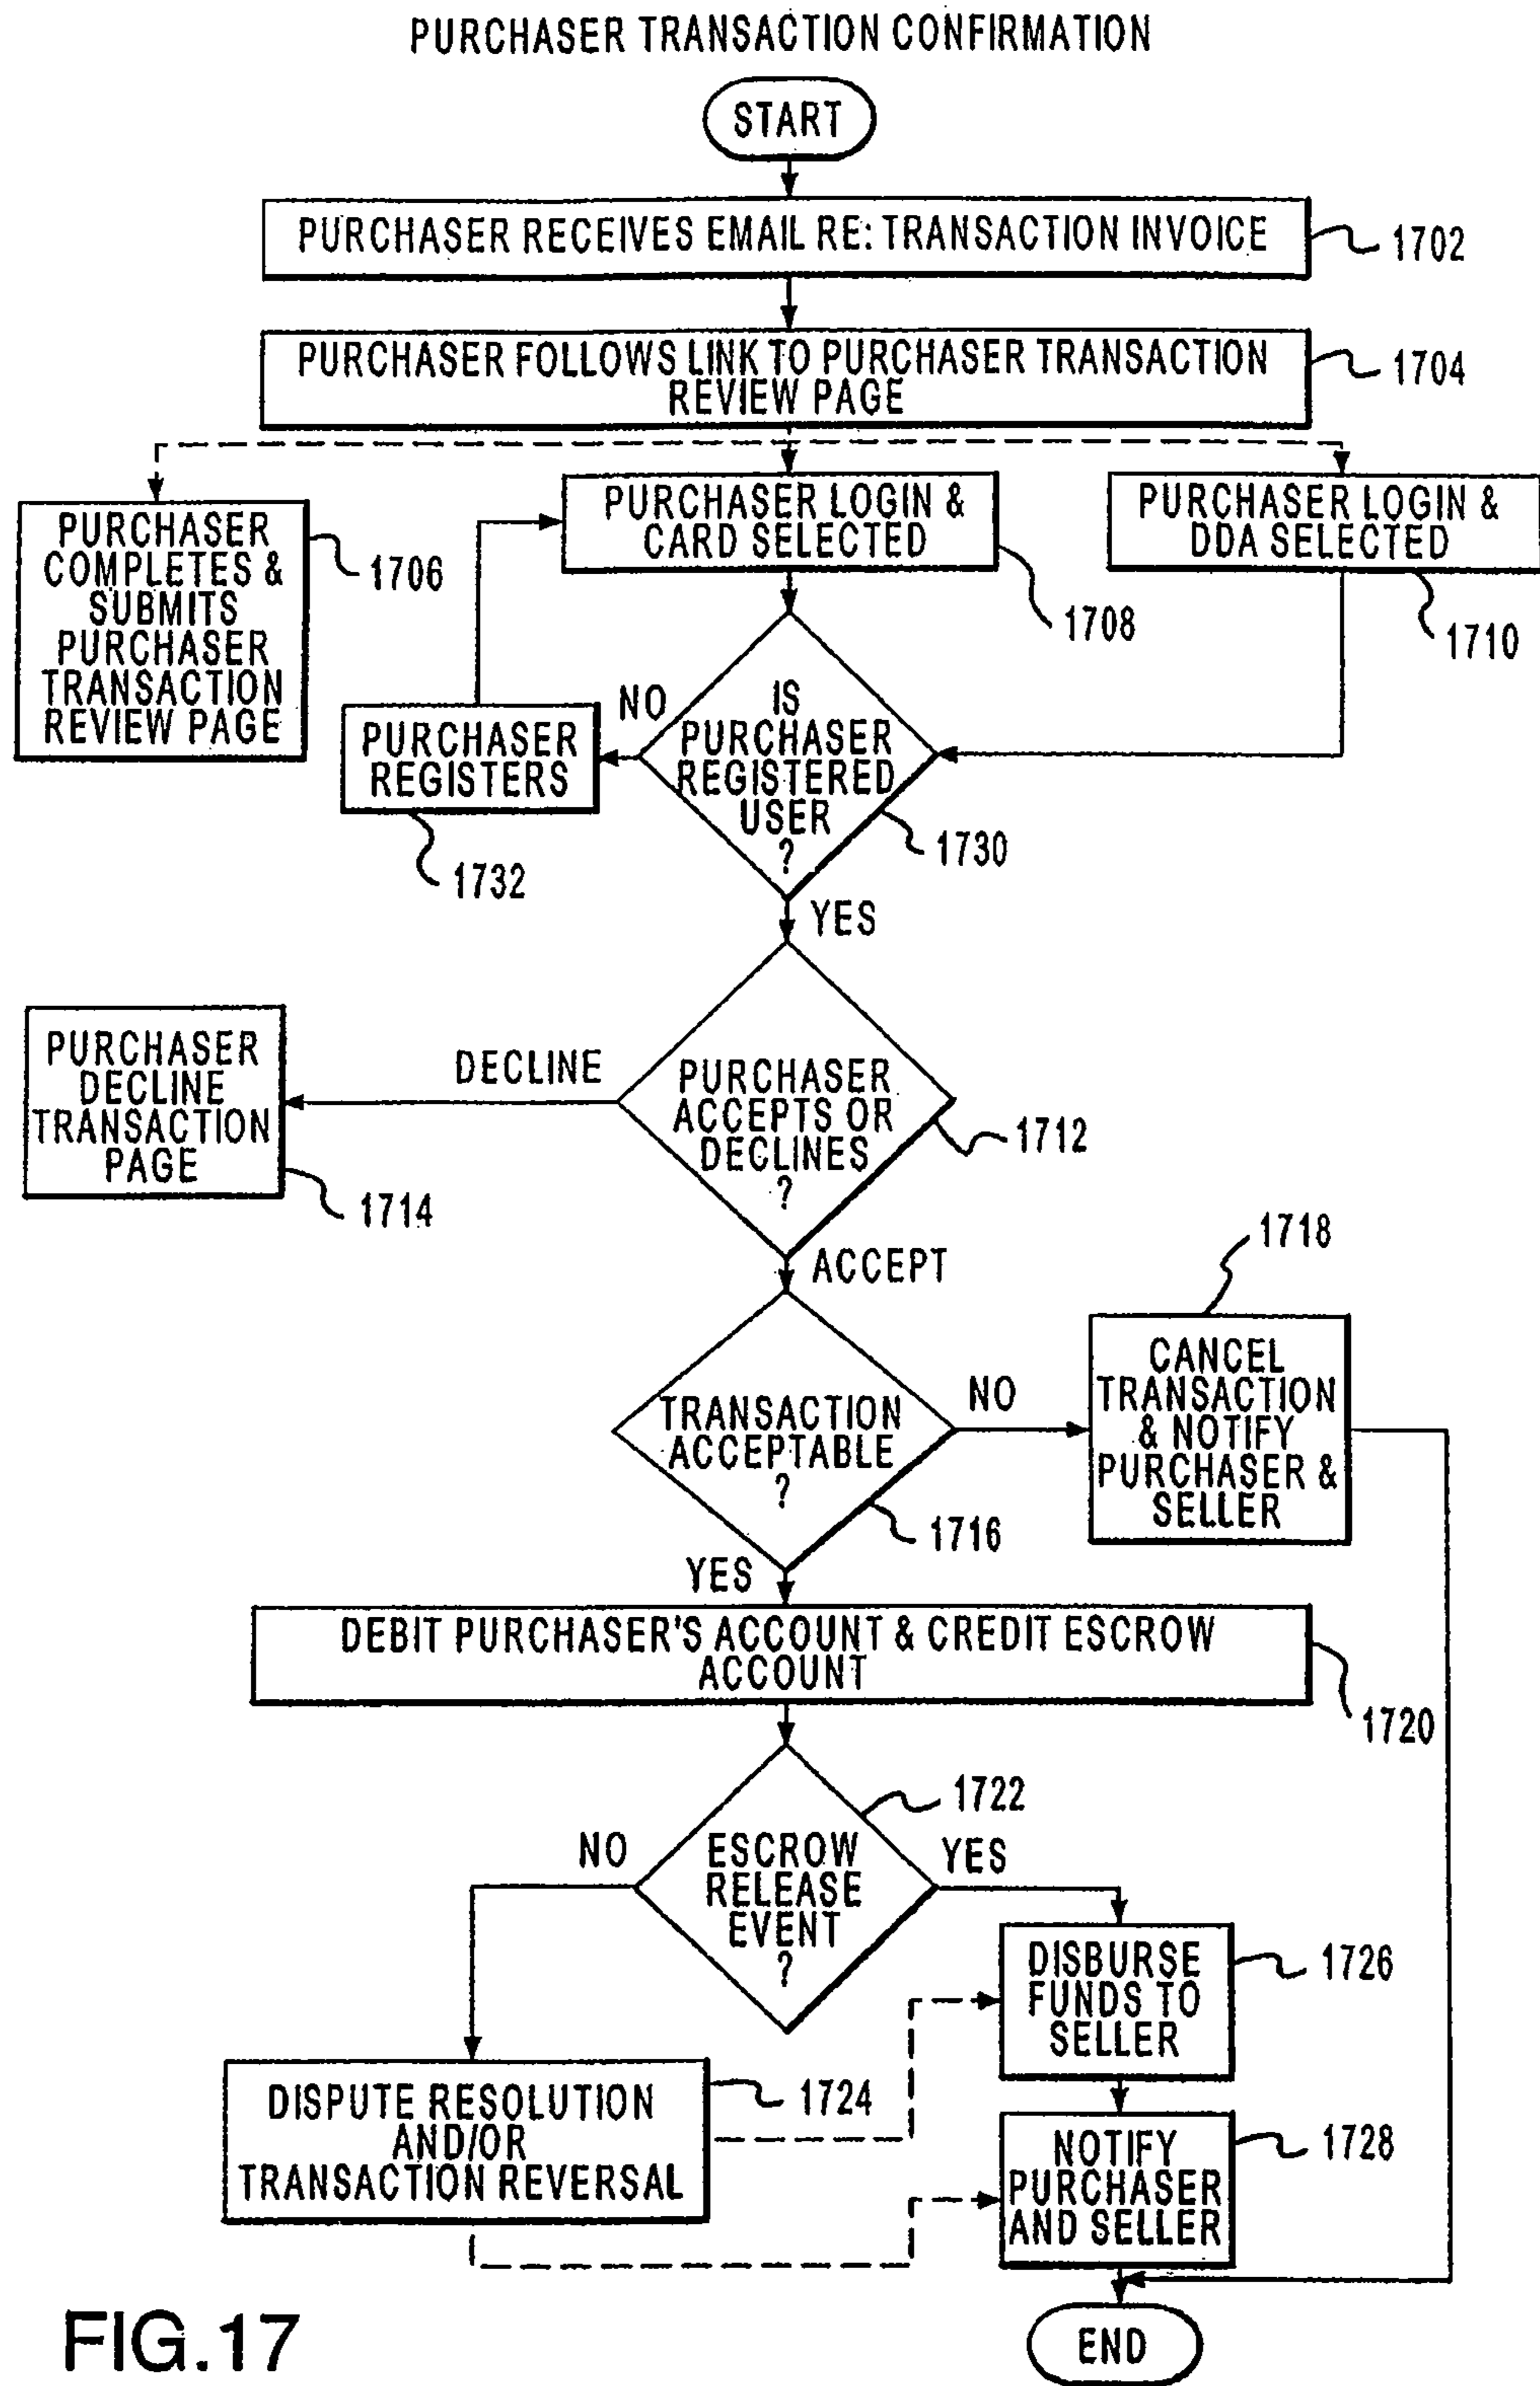 PURCHASER TRANSACTION CONFIRMATION
START
PURCHASER RECEIVES EMAIL RE: TRANSACTION INVOICE
1702
PURCHASER FOLLOWS LINK TO PURCHASER TRANSACTION
REVIEW PAGE
1704
PURCHASER
COMPLETES &
SUBMITS
PURCHASER
TRANSACTION
REVIEW PAGE
1706
PURCHASER LOGIN &
CARD SELECTED
1708
PURCHASER LOGIN &
DDA SELECTED
1710
NO
IS
PURCHASER
REGISTERED
USER
?
1730
PURCHASER
REGISTERS
1732
YES
PURCHASER
DECLINE
TRANSACTION
PAGE
1714
DECLINE
PURCHASER
ACCEPTS OR
DECLINES
?
1712
ACCEPT
1718
TRANSACTION
ACCEPTABLE
?
1716
NO
CANCEL
TRANSACTION
& NOTIFY
PURCHASER &
SELLER
YES
DEBIT PURCHASER'S ACCOUNT & CREDIT ESCROW
ACCOUNT
1720
1722
NO
ESCROW
RELEASE
EVENT
?
YES
DISBURSE
FUNDS TO
SELLER
1726
DISPUTE RESOLUTION
AND/OR
TRANSACTION REVERSAL
1724
NOTIFY
PURCHASER
AND SELLER
1728
END
FIG.17